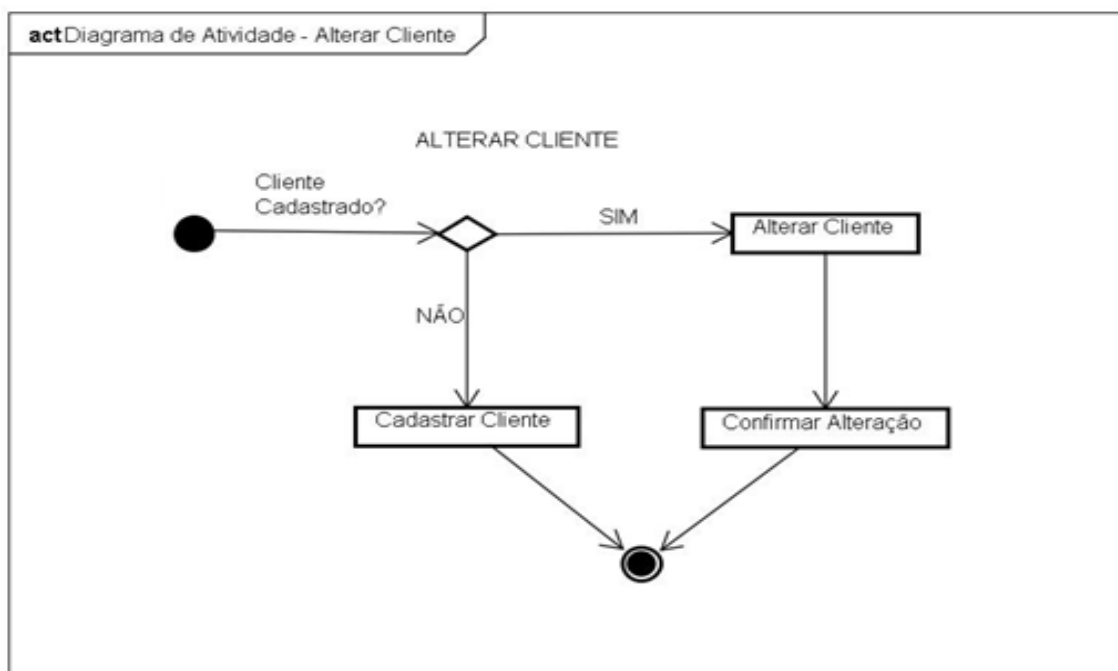 act Diagrama de Atividade - Alterar Cliente
ALTERAR CLIENTE
Cliente
Cadastrado?
SIM
Alterar Cliente
NÃO
Cadastrar Cliente
Confirmar Alteração